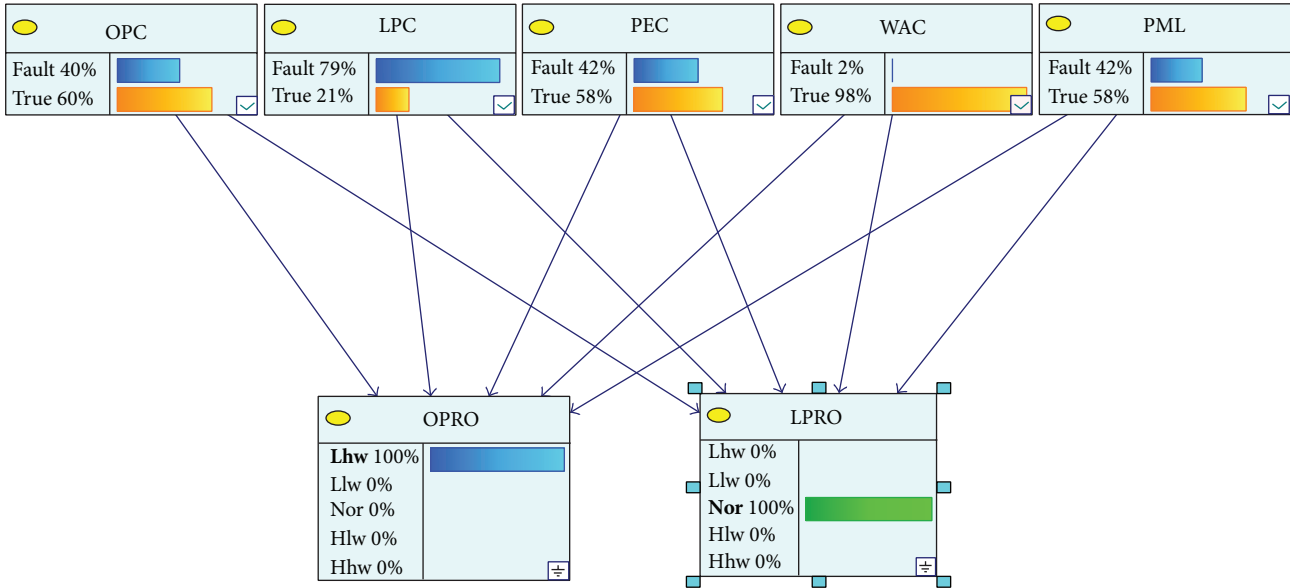 OPC
Fault 40%
True 60%
LPC
Fault 79%
True 21%
PEC
Fault 42%
True 58%
WAC
Fault 2%
True 98%
PML
Fault 42%
True 58%
OPRO
Lhw 100%
Llw 0%
Nor 0%
Hlw 0%
Hhw 0%
LPRO
Lhw 0%
Llw 0%
Nor 100%
Hlw 0%
Hhw 0%